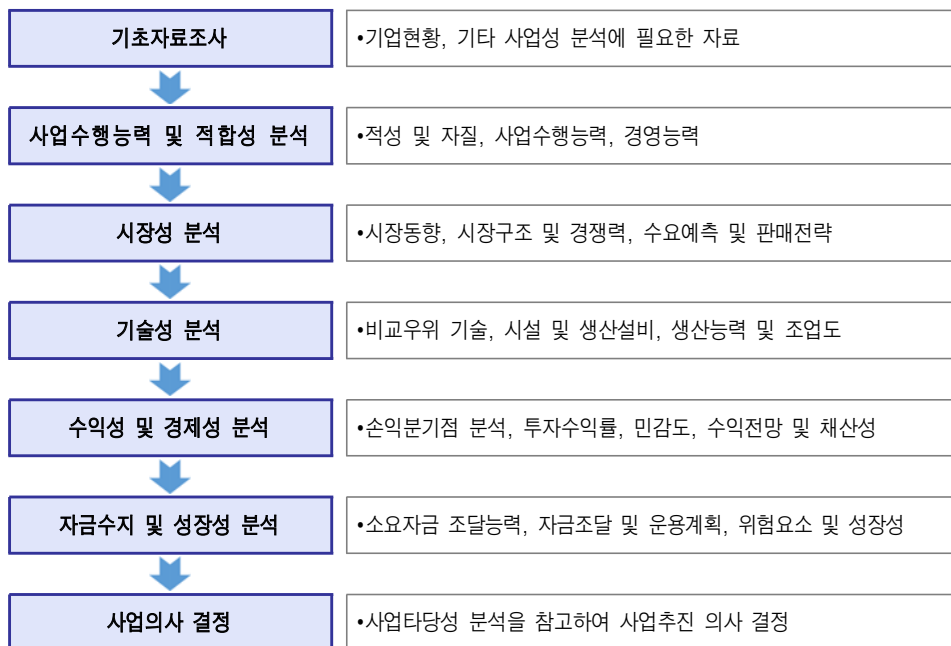 기초자료조사
•기업현황, 기타 사업성 분석에 필요한 자료
사업수행능력 및 적합성 분석
•적성 및 자질, 사업수행능력, 경영능력
시장성 분석
•시장동향, 시장구조 및 경쟁력, 수요예측 및 판매전략
기술성 분석
•비교우위 기술, 시설 및 생산설비, 생산능력 및 조업도
수익성 및 경제성 분석
•손익분기점 분석, 투자수익률, 민감도, 수익전망 및 채산성
자금수지 및 성장성 분석
•소요자금 조달능력, 자금조달 및 운용계획, 위험요소 및 성장성
사업의사 결정
•사업타당성 분석을 참고하여 사업추진 의사 결정